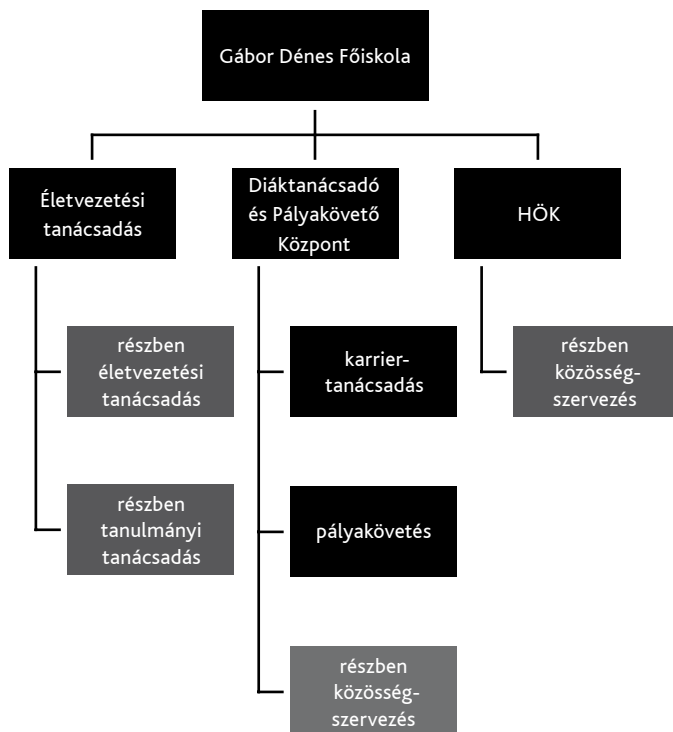 Gábor Dénes Főiskola
Életvezetési
tanácsadás
Diáktanácsadó
és Pályakövető
Központ
HÖK
részben
életvezetési
tanácsadás
részben
tanulmányi
tanácsadás
karrier-
tanácsadás
pályakövetés
részben
közösség-
szervezés
részben
közösség-
szervezés